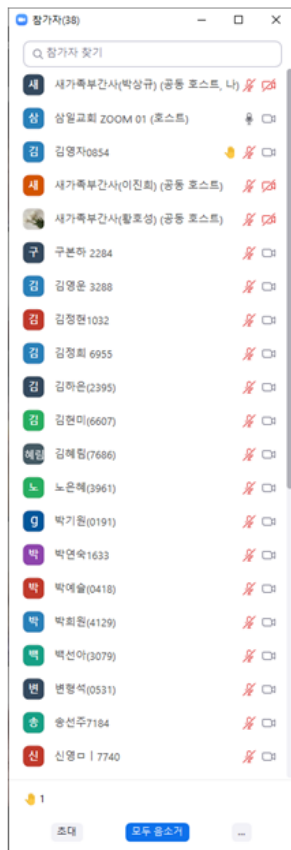 참가자(38)
참가자 찾기
새 새가족부간사(박상규) (공동 호스트, 나)
삼 삼일교회 ZOOM 01 (호스트)
김 김영자0854
새 새가족부간사(이진희) (공동 호스트)
새가족부간사(황호성) (공동 호스트)
구 구본하 2284
김 김영운 3288
김 김정현1032
김 김정희 6955
김 김하은(2395)
김 김현미(6607)
혜림 김혜림(7686)
노 노은혜(3961)
g 박기원(0191)
박 박연숙1633
박 박예슬(0418)
박 박희원(4129)
백 백선아(3079)
변 변형석(0531)
송 송선주7184
신 신영ㅁㅣ7740
1
초대 모두 음소거 ...